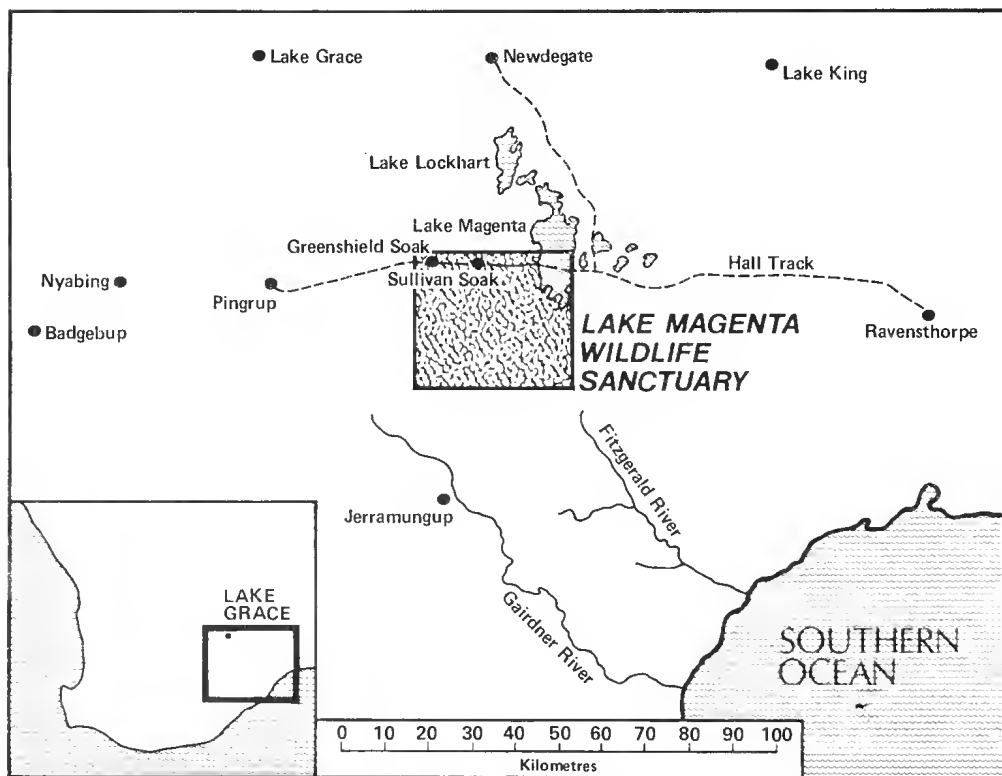 Lake Grace
Newdegate
Lake King
Lake Lockhart
Lake Magenta
Greenshield Soak
Sullivan Soak
Hall Track
Nyabing
Pingrup
Badgebup
Ravensthorpe
LAKE MAGENTA
WILDLIFE
SANCTUARY
Fitzgerald River
Jerramungup
Gairdner River
LAKE
GRACE
SOUTHERN
OCEAN
0 10 20 30 40 50 60 70 80 90 100
Kilometres